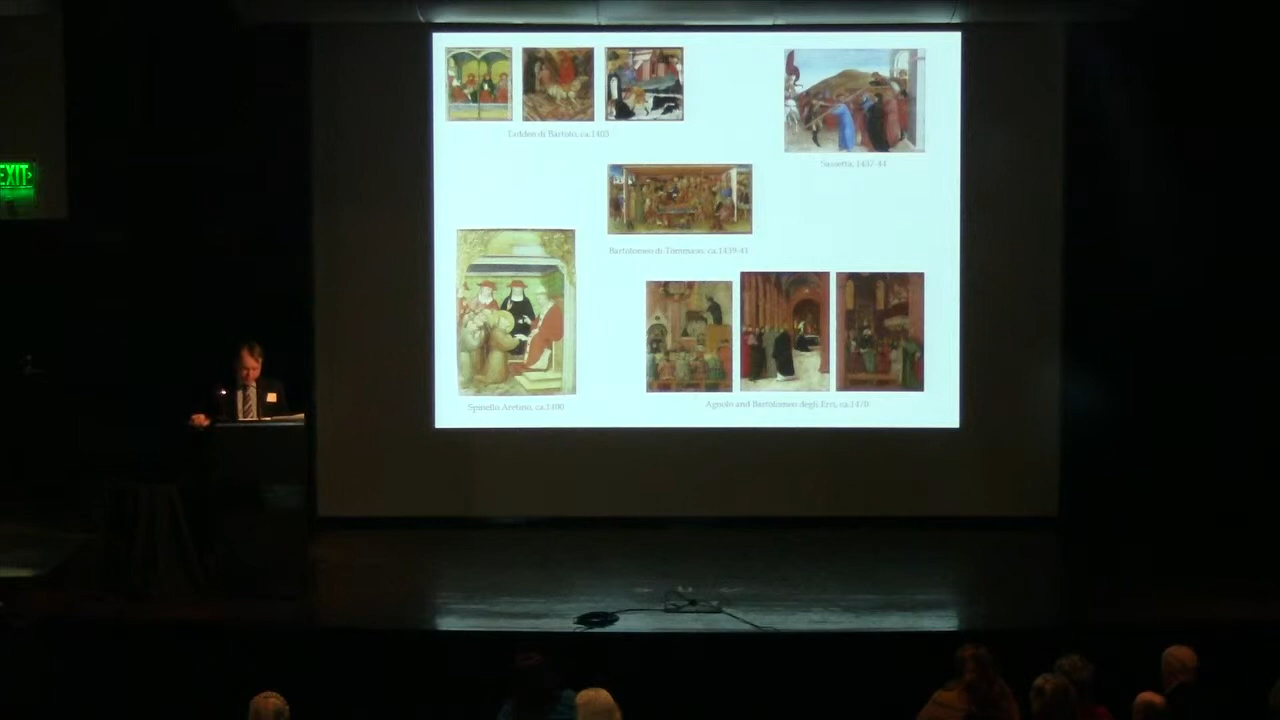 EXIT
Taddeo di Bartolo, ca.1403
Sassetta, 1437-44
Bartolomeo di Tommaso, ca.1439-41
Spinello Aretino, ca.1400
Agnolo and Bartolomeo degli Erri, ca.1470